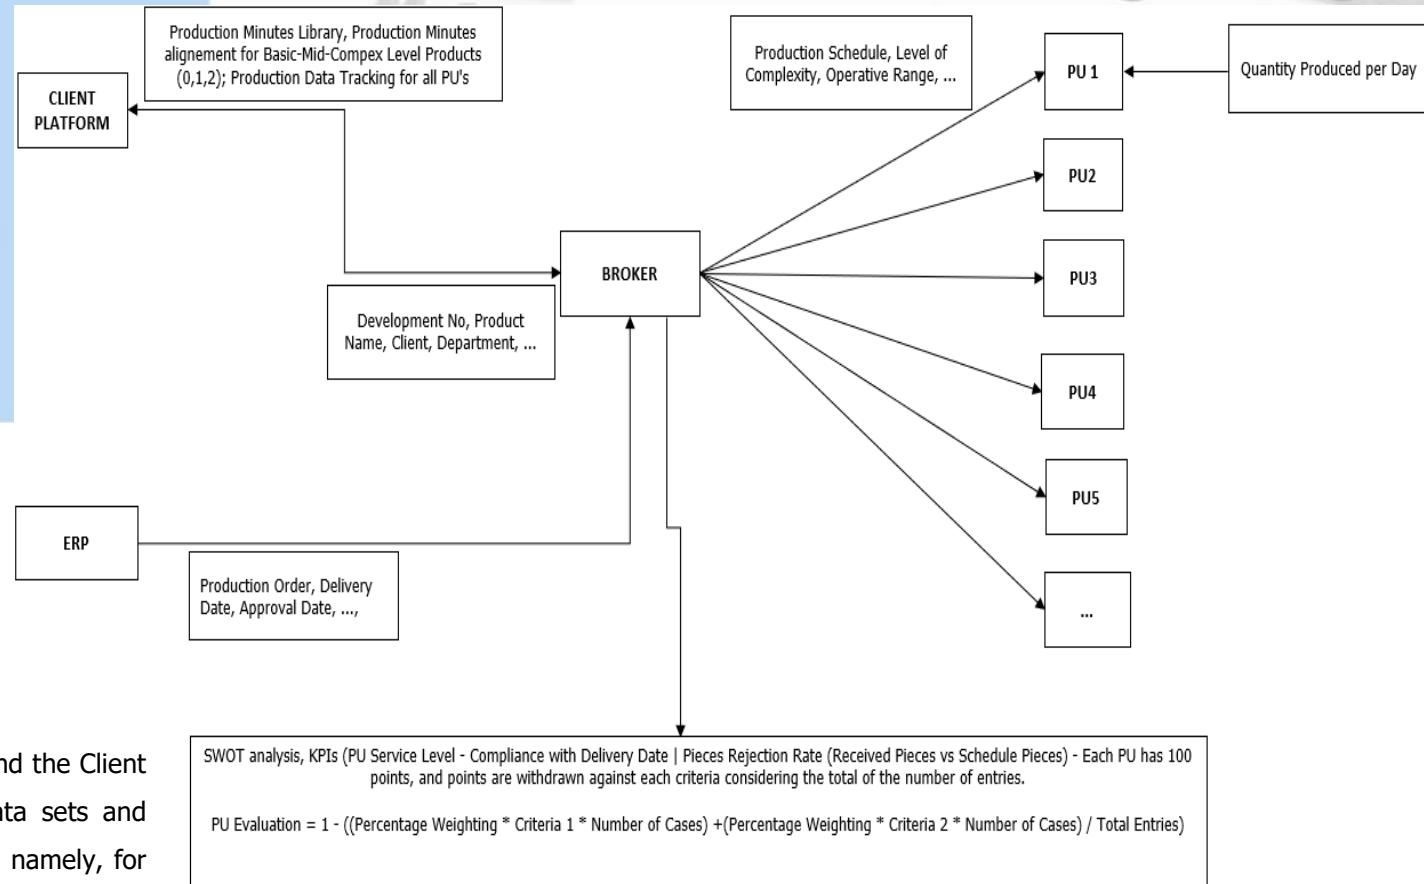 Production Minutes Library, Production Minutes
alignement for Basic-Mid-Compex Level Products
(0,1,2); Production Data Tracking for all PU's
CLIENT
PLATFORM
Production Schedule, Level of
Complexity, Operative Range, ...
PU 1
Quantity Produced per Day
PU2
BROKER
PU3
Development No, Product
Name, Client, Department, ...
PU4
PU5
ERP
Production Order, Delivery
Date, Approval Date, ...,
...
nd the Client
ata sets and
namely, for
SWOT analysis, KPIs (PU Service Level - Compliance with Delivery Date | Pieces Rejection Rate (Received Pieces vs Schedule Pieces) - Each PU has 100
points, and points are withdrawn against each criteria considering the total of the number of entries.
PU Evaluation = 1 - ((Percentage Weighting * Criteria 1 * Number of Cases) +(Percentage Weighting * Criteria 2 * Number of Cases) / Total Entries)